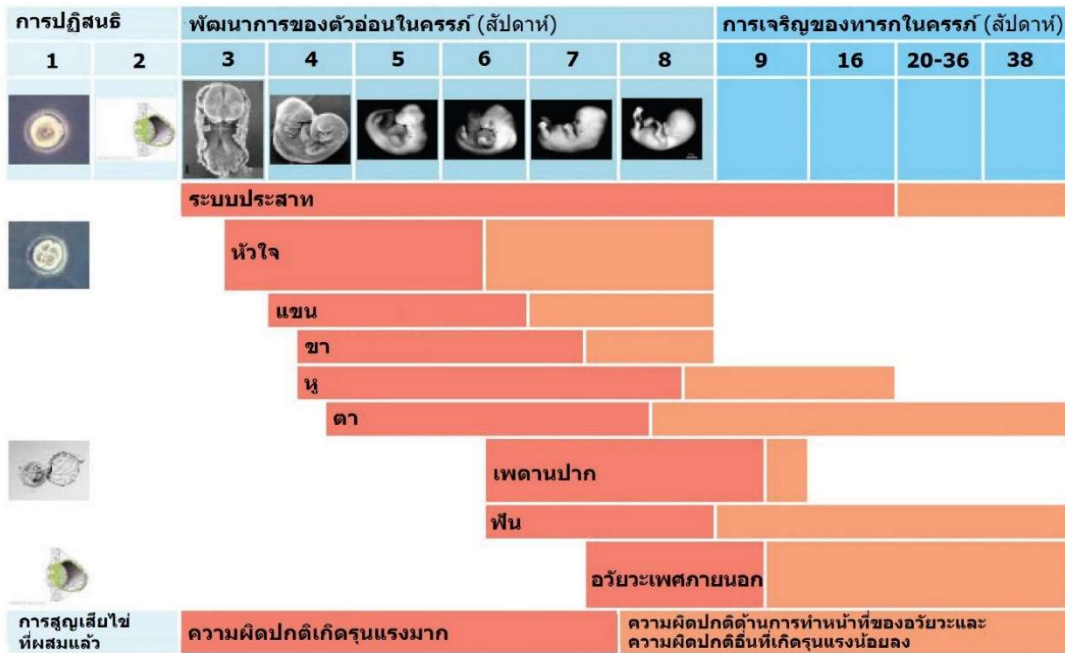 การปฏิสนธิ
พัฒนาการของตัวอ่อนในครรภ์ (สัปดาห์)
การเจริญของทารกในครรภ์ (สัปดาห์)
1 2 3 4 5 6 7 8 9 16 20-36 38
ระบบประสาท
หัวใจ
แขน
ขา
หู
ตา
เพดานปาก
ฟัน
อวัยวะเพศภายนอก
การสูญเสียไข่
ที่ผสมแล้ว
ความผิดปกติเกิดรุนแรงมาก
ความผิดปกติด้านการทำหน้าที่ของอวัยวะและ
ความผิดปกติอื่นที่เกิดรุนแรงน้อยลง